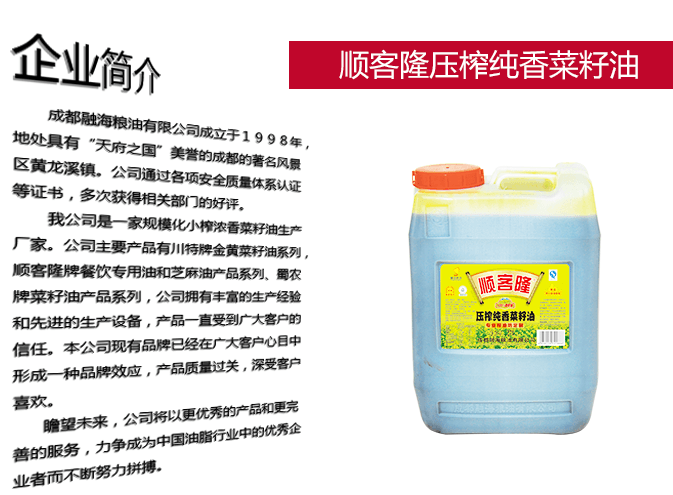 企业简介
成都融海粮油有限公司成立于1998年，
地处具有“天府之国”美誉的成都的著名风景
区黄龙溪镇。公司通过各项安全质量体系认证
等证书，多次获得相关部门的好评。
我公司是一家规模化小榨浓香菜籽油生产
厂家。公司主要产品有川特牌金黄菜籽油系列，
顺客隆牌餐饮专用油和芝麻油产品系列、蜀农
牌菜籽油产品系列，公司拥有丰富的生产经验
和先进的生产设备，产品一直受到广大客户的
信任。本公司现有品牌已经在广大客户心目中
形成一种品牌效应，产品质量过关，深受客户
喜欢。
瞻望未来，公司将以更优秀的产品和更完
善的服务，力争成为中国油脂行业中的优秀企
业者而不断努力拼搏。
顺客隆压榨纯香菜籽油
顺客隆
压榨纯香菜籽油